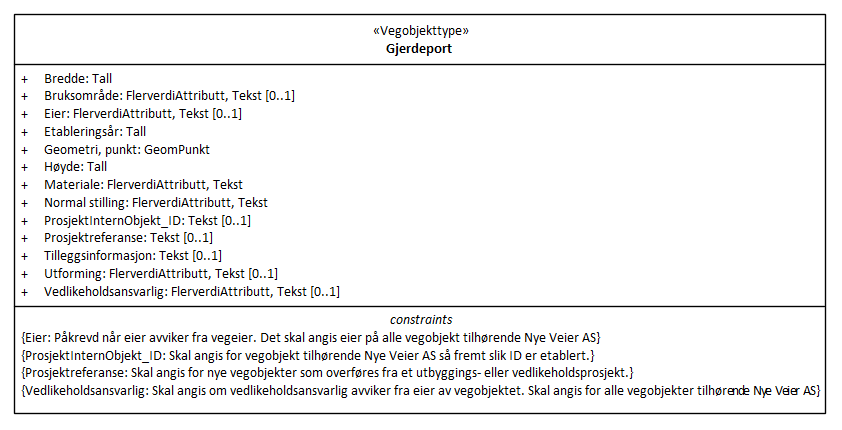 «Vegobjekttype»
Gjerdeport
+ Bredde: Tall
+ Bruksområde: FlerverdiAttributt, Tekst [0..1]
+ Eier: FlerverdiAttributt, Tekst [0..1]
+ Etableringsår: Tall
+ Geometri, punkt: GeomPunkt
+ Høyde: Tall
+ Materiale: FlerverdiAttributt, Tekst
+ Normal stilling: FlerverdiAttributt, Tekst
+ ProsjektInternObjekt_ID: Tekst [0..1]
+ Prosjektreferanse: Tekst [0..1]
+ Tilleggsinformasjon: Tekst [0..1]
+ Utforming: FlerverdiAttributt, Tekst [0..1]
+ Vedlikeholdsansvarlig: FlerverdiAttributt, Tekst [0..1]
constraints
{Eier: Påkrevd når eier avviker fra vegeier. Det skal angis eier på alle vegobjekt tilhørende Nye Veier AS}
{ProsjektInternObjekt_ID: Skal angis for vegobjekt tilhørende Nye Veier AS så fremt slik ID er etablert.}
{Prosjektreferanse: Skal angis for nye vegobjekter som overføres fra et utbyggings- eller vedlikeholdsprosjekt.}
{Vedlikeholdsansvarlig: Skal angis om vedlikeholdsansvarlig avviker fra eier av vegobjektet. Skal angis for alle vegobjekter tilhørende Nye Veier AS}